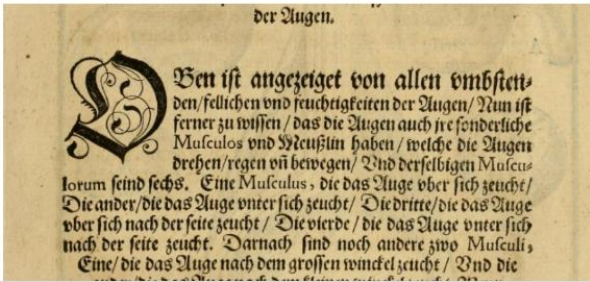 der Augen.
OBen ist angezeiget von allen vmbsten-
den/fellichen vnd feuchtigkeiten der Augen/ Nun ist
ferner zu wissen/ das die Augen auch jre sonderliche
Musculos vnd Meußlin haben/ welche die Augen
drehen/regen vñ bewegen/ Vnd derselbigen Muscu-
lorum seind sechs. Eine Musculus, die das Auge vber sich zeucht/
Die ander/die das Auge vnter sich zeucht/ Die dritte/die das Auge
vber sich nach der seite zeucht/ Die vierde/ die das Auge vnter sich
nach der seite zeucht. Darnach sind noch andere zwo Musculi,
Eine/ die das Auge nach dem grossen winckel zeucht/ Vnd die